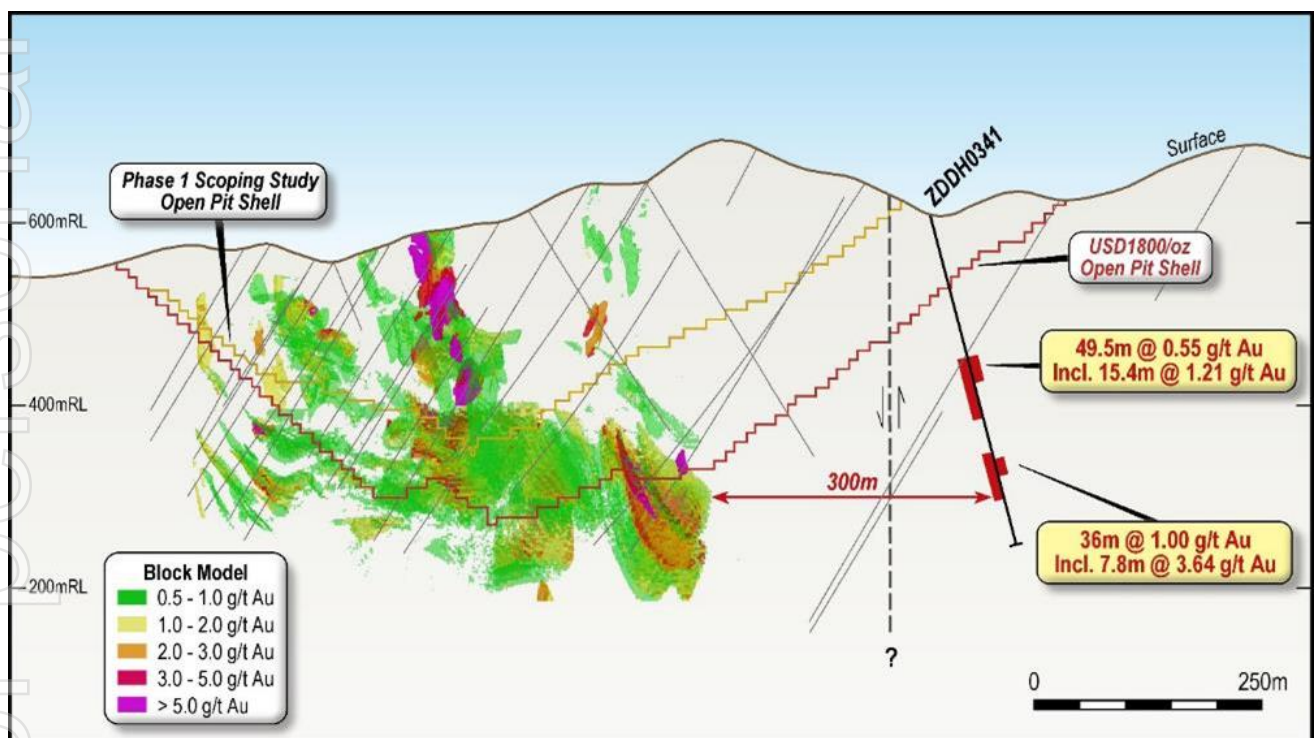 ZDDH0341
Surface
Phase 1 Scoping Study
Open Pit Shell
600mRL
USD1800/oz
Open Pit Shell
49.5m @ 0.55 g/t Au
Incl. 15.4m @ 1.21 g/t Au
400mRL
300m
36m @ 1.00 g/t Au
Incl. 7.8m @ 3.64 g/t Au
200mRL
Block Model
0.5 - 1.0 g/t Au
1.0 - 2.0 g/t Au
2.0 - 3.0 g/t Au
3.0 - 5.0 g/t Au
> 5.0 g/t Au
?
0 250m